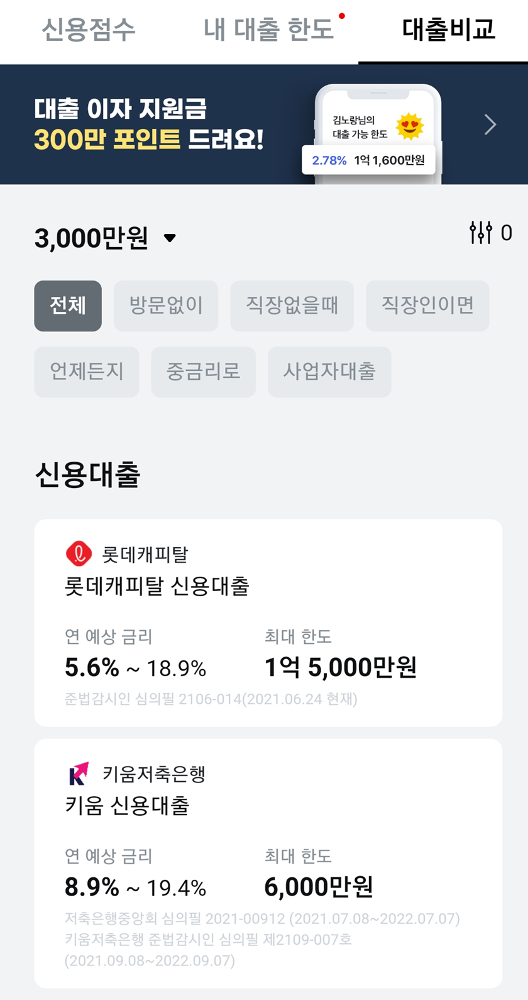 신용점수 내 대출 한도 대출비교
대출 이자 지원금
300만 포인트 드려요!
김노랑님의
대출 가능 한도
2.78% 1억 1,600만원
3,000만원 0
전체 방문없이 직장없을때 직장인이면
언제든지 중금리로 사업자대출
신용대출
롯데캐피탈
롯데캐피탈 신용대출
연 예상 금리 최대 한도
5.6% ~ 18.9% 1억 5,000만원
준법감시인 심의필 2106-014(2021.06.24 현재)
키움저축은행
키움 신용대출
연 예상 금리 최대 한도
8.9% ~ 19.4% 6,000만원
저축은행중앙회 심의필 2021-00912 (2021.07.08~2022.07.07)
키움저축은행 준법감시인 심의필 제2109-007호
(2021.09.08~2022.09.07)